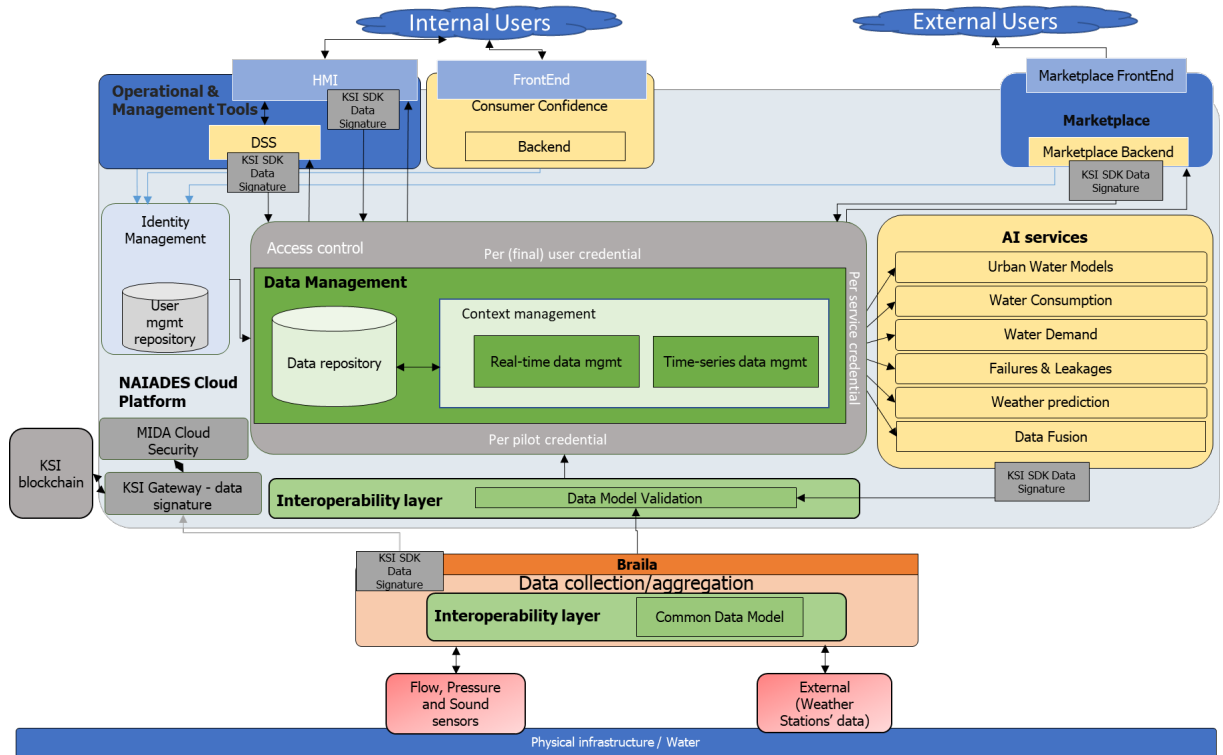 Internal Users
External Users
HMI
FrontEnd
Marketplace FrontEnd
Operational &
Management Tools
KSI SDK
Data
Signature
Consumer Confidence
Backend
Marketplace
DSS
KSI SDK
Data
Signature
Marketplace Backend
KSI SDK Data
Signature
Identity
Management
User
mgmt
repository
Access control
Per (final) user credential
Per service credential
Data Management
Data repository
Context management
Real-time data mgmt
Time-series data mgmt
Per pilot credential
AI services
Urban Water Models
Water Consumption
Water Demand
Failures & Leakages
Weather prediction
Data Fusion
NAIADES Cloud
Platform
MIDA Cloud
Security
KSI
blockchain
KSI Gateway - data
signature
Interoperability layer
Data Model Validation
KSI SDK Data
Signature
KSI SDK
Data
Signature
Braila
Data collection/aggregation
Interoperability layer
Common Data Model
Flow, Pressure
and Sound
sensors
External
(Weather
Stations' data)
Physical infrastructure / Water